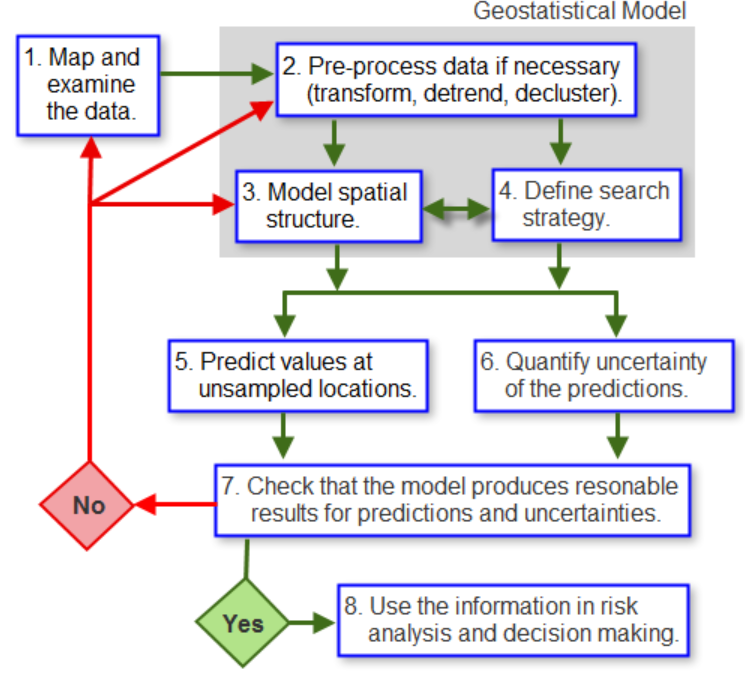 Geostatistical Model
1. Map and
examine
the data.
2. Pre-process data if necessary
(transform, detrend, decluster).
3. Model spatial
structure.
4. Define search
strategy.
5. Predict values at
unsampled locations.
6. Quantify uncertainty
of the predictions.
7. Check that the model produces resonable
results for predictions and uncertainties.
No
Yes
8. Use the information in risk
analysis and decision making.